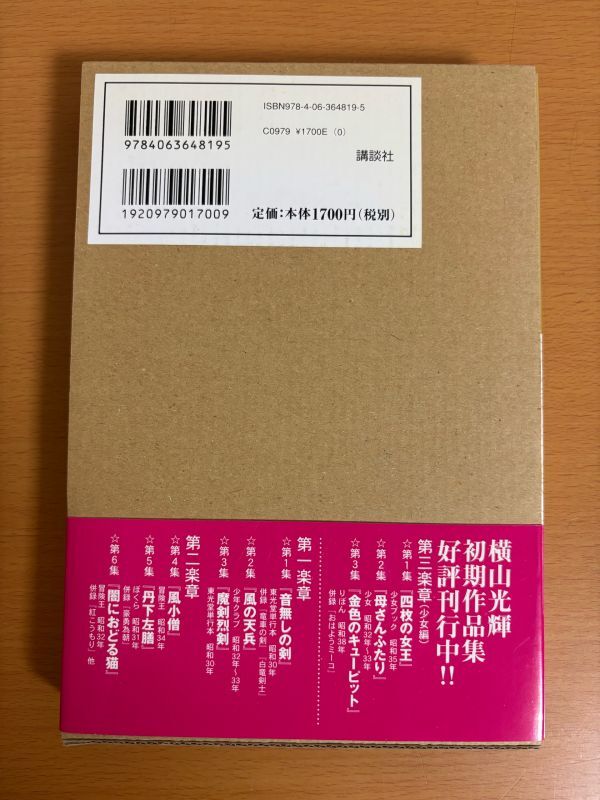 ISBN978-4-06-364819-5
C0979 ¥1700E (0)
講談社
9784063648195
1920979017009
定価：本体1700円（税別）
横山光輝
初期作品集
好評刊行中!!
第三楽章（少女編）
☆第1集『四枚の天王』
少女ブック 昭和35年
☆第2集『母さんふたり』
少女 昭和32年～33年
☆第3集『金色のキューピット』
りぼん 昭和38年
併録「おはようミーコ」
第一楽章
☆第1集『音無しの剣』
東光堂単行本 昭和30年
併録「竜車の剣」「白竜剣士」
☆第2集『風の天兵』
少年クラブ 昭和32年～33年
☆第3集『魔剣烈剣』
東光堂単行本 昭和30年
第二楽章
☆第4集『風小僧』
冒険王 昭和34年
☆第5集『丹下左膳』
ぼくら 昭和31年
併録「豪勇為朝」
☆第6集『闇におどる猫』
冒険王 昭和32年
併録「紅こうもり」他